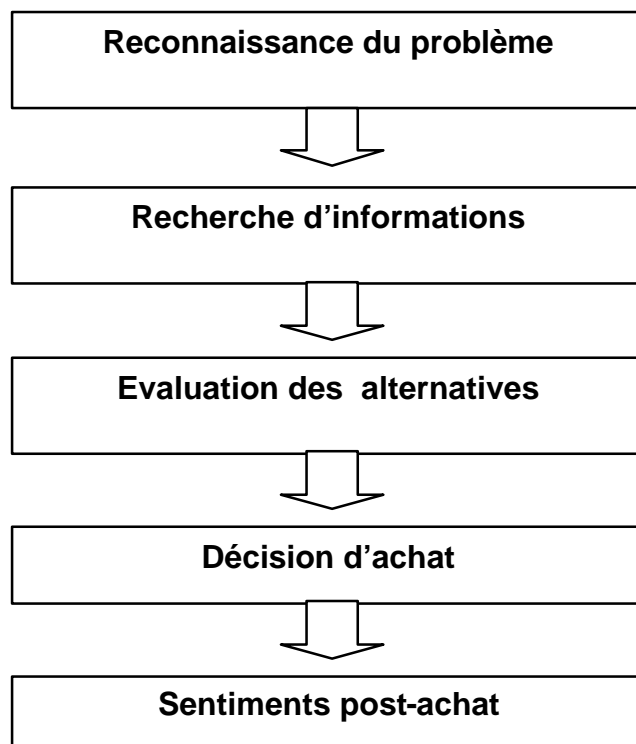 Reconnaissance du problème
Recherche d’informations
Evaluation des  alternatives
Décision d’achat
Sentiments post-achat